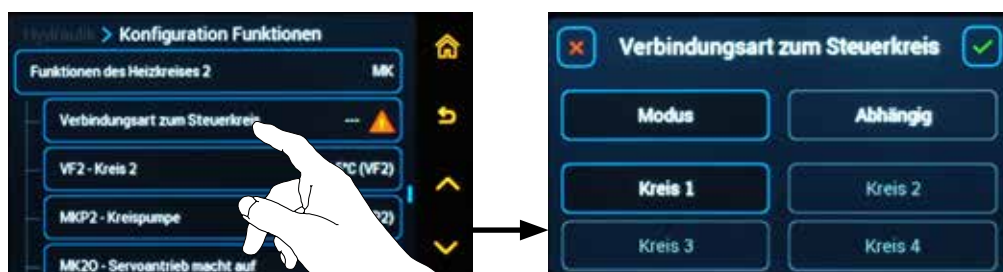 Hydraulik > Konfiguration Funktionen
Funktionen des Heizkreises 2 MK
Verbindungsart zum Steuerkreis ---
VF2 - Kreis 2 °C (VF2)
MKP2 - Kreispumpe
MK2O - Servoantrieb macht auf
Verbindungsart zum Steuerkreis
Modus Abhängig
Kreis 1 Kreis 2
Kreis 3 Kreis 4